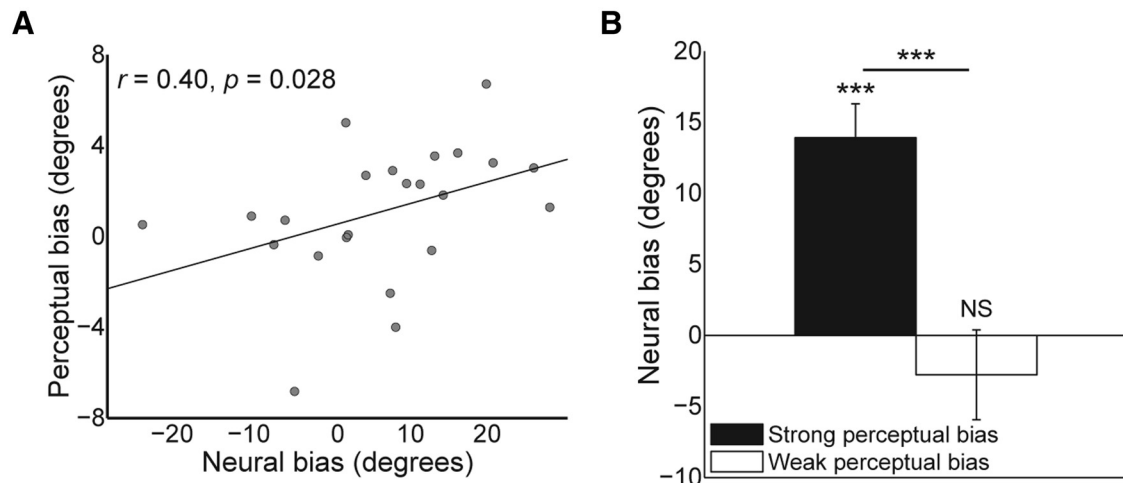 A
8
4
0
−4
−8
Perceptual bias (degrees)
r = 0.40, p = 0.028
−20 −10 0 10 20
Neural bias (degrees)
B
20
15
10
5
0
−5
−10
Neural bias (degrees)
***
***
NS
Strong perceptual bias
Weak perceptual bias